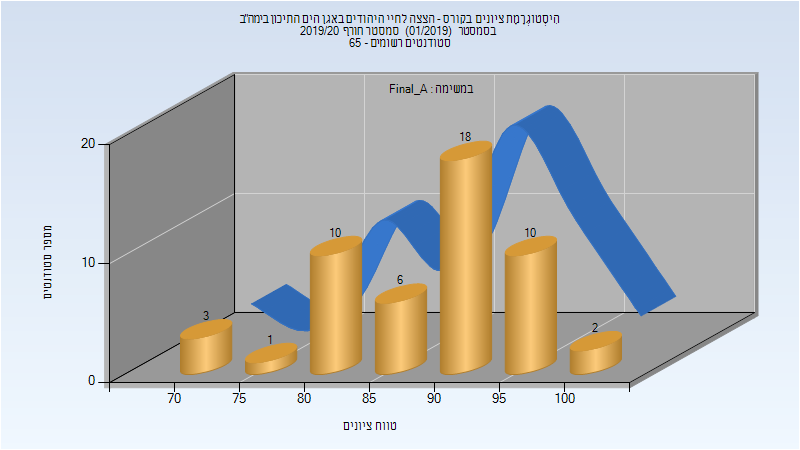 היסטוגרמת ציונים בקורס - הצצה לחיי היהודים באגן הים התיכון בימה"ב
בסמסטר (01/2019) סמסטר חורף 2019/20
סטודנטים רשומים - 65
במשימה : Final_A
20
10
0
מספר סטודנטים
3
1
10
6
18
10
2
70
75
80
85
90
95
100
טווח ציונים